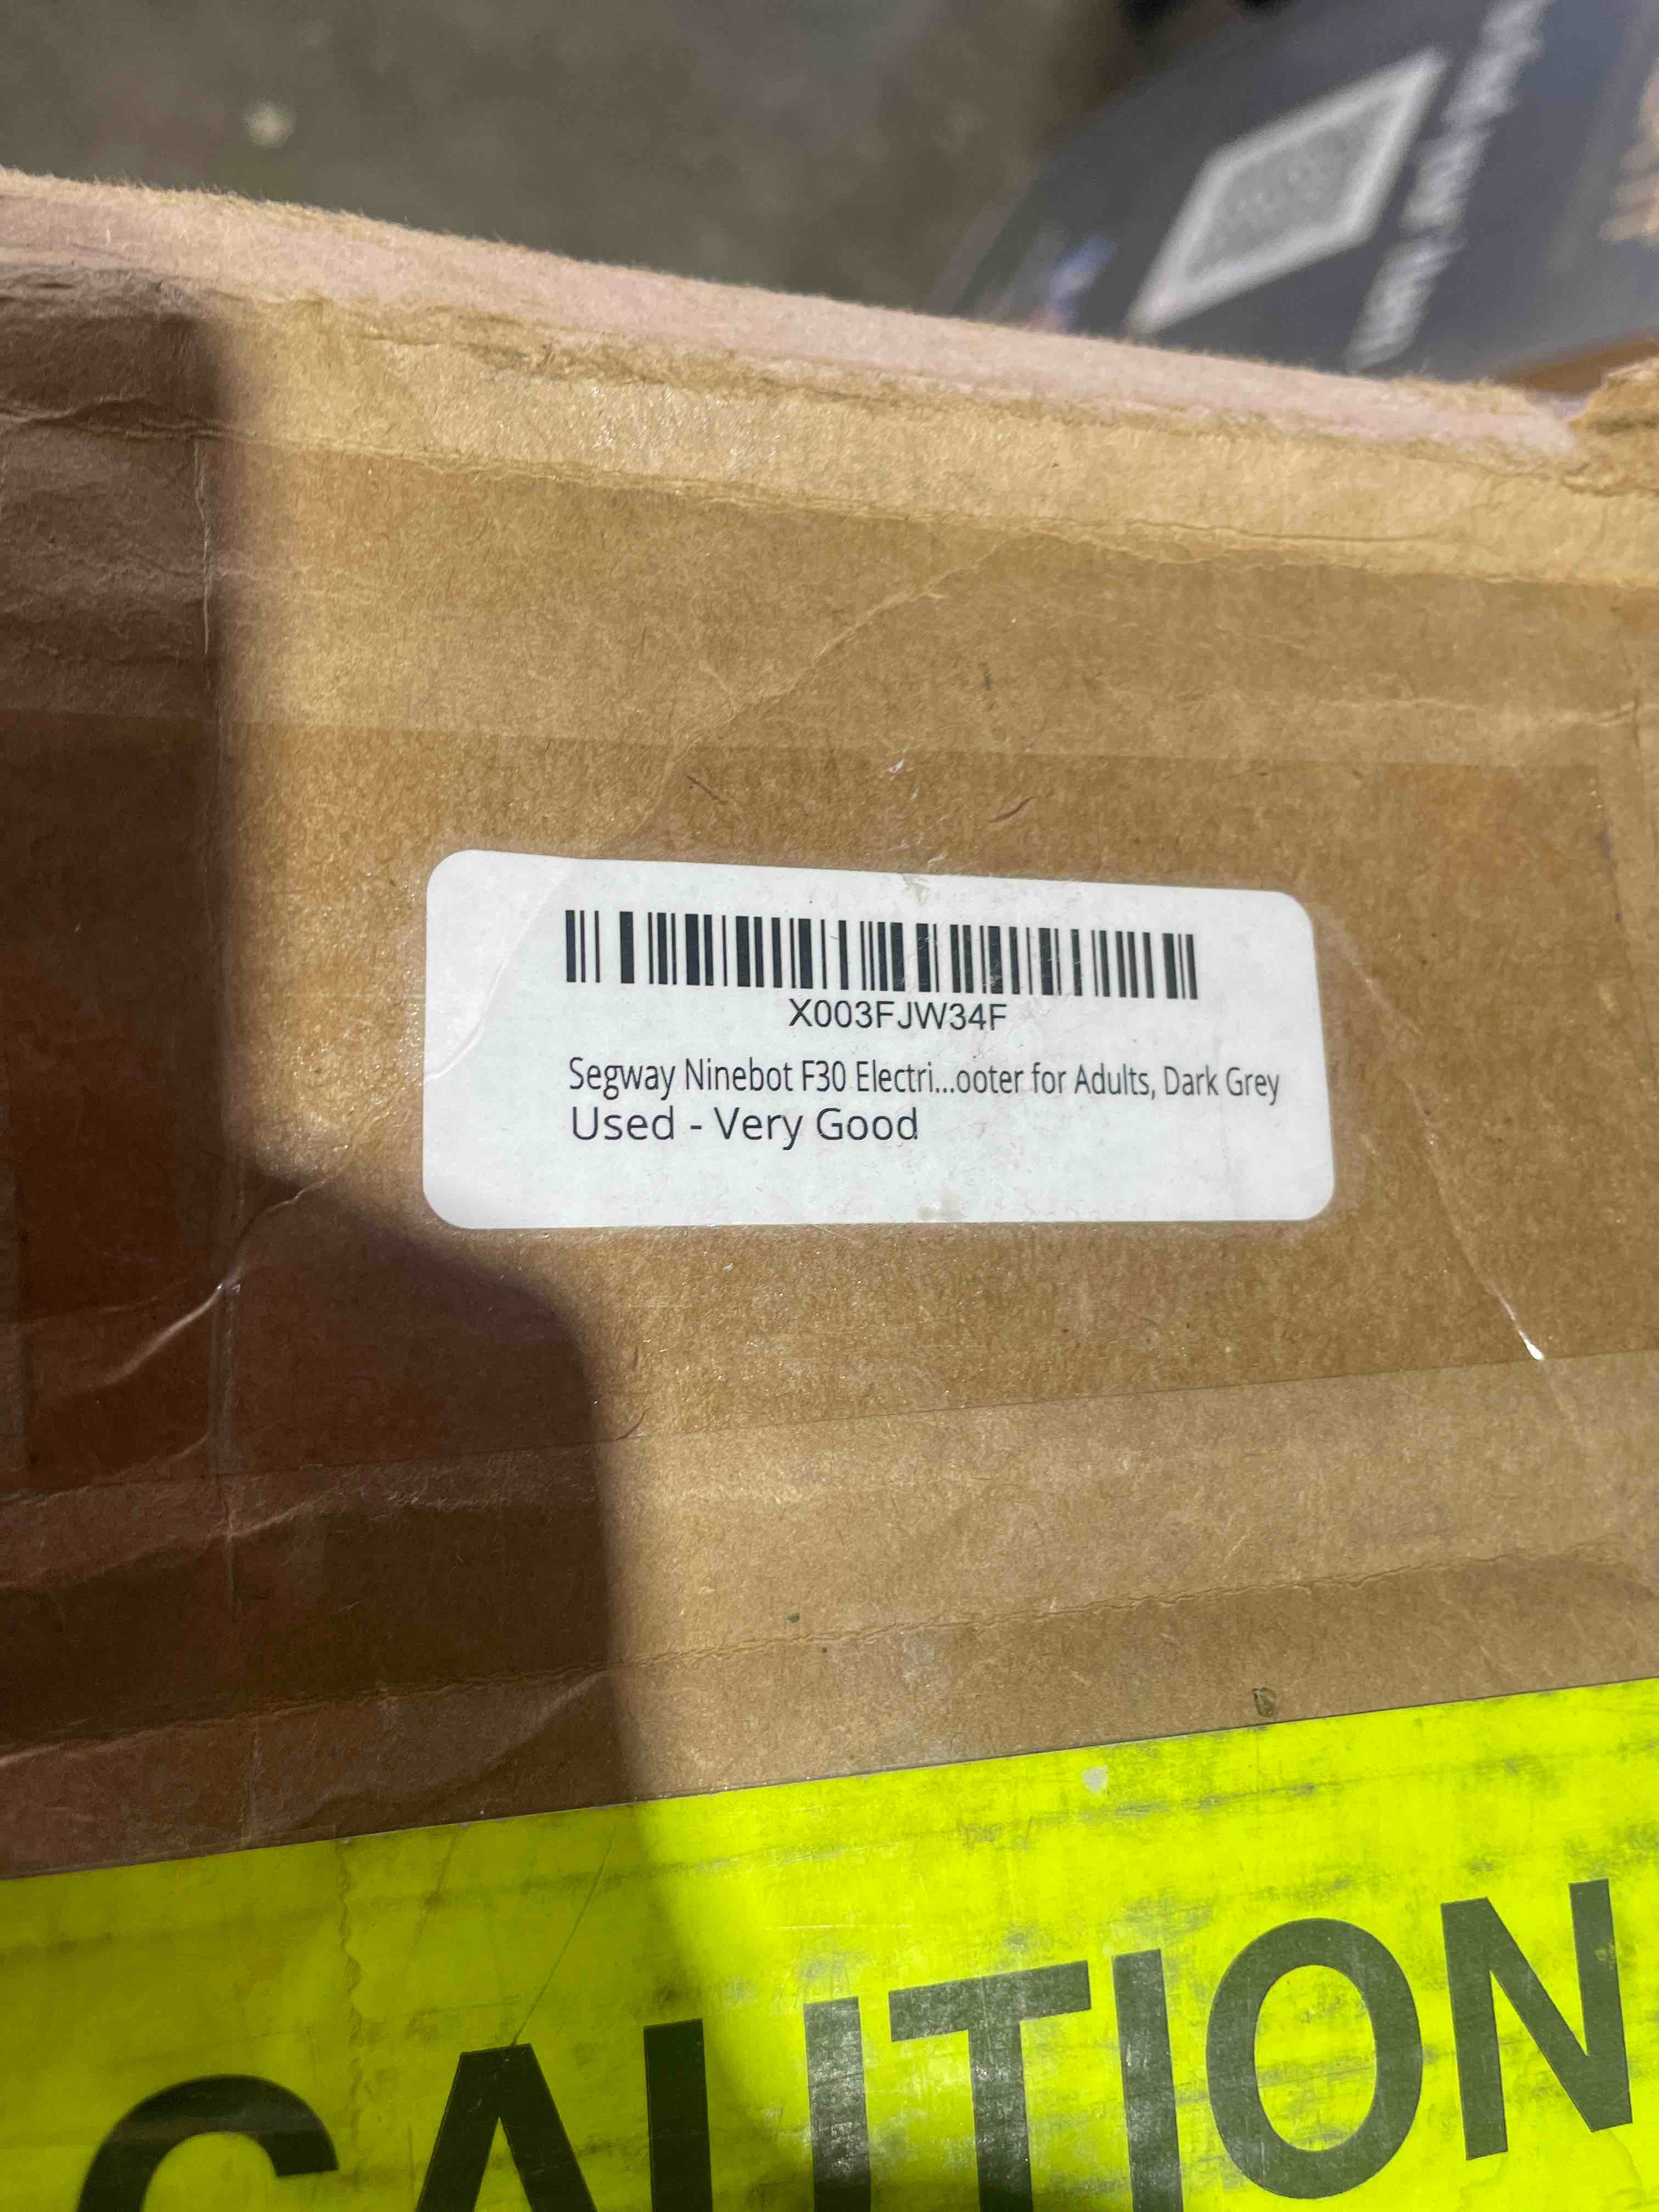 X003FJW34F
Segway Ninebot F30 Electri...ooter for Adults, Dark Grey
Used - Very Good
CAUTION